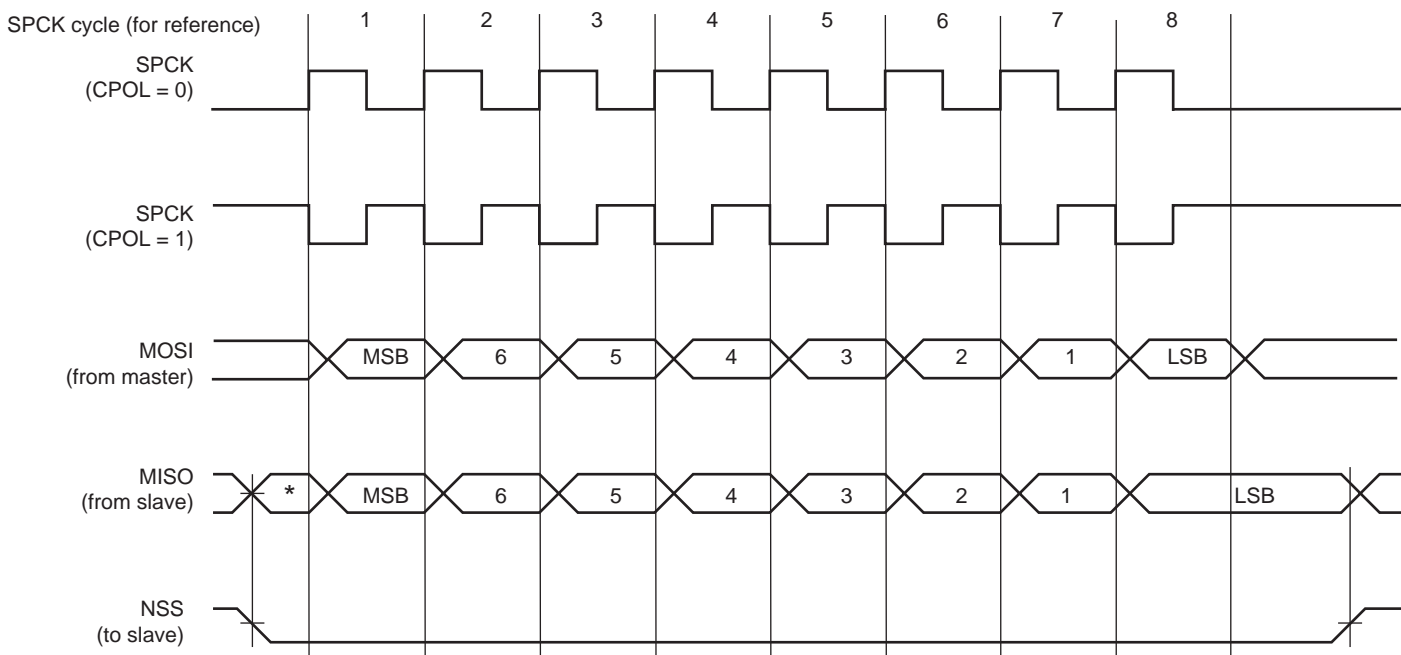 SPCK cycle (for reference) 1 2 3 4 5 6 7 8
SPCK
(CPOL = 0)
SPCK
(CPOL = 1)
MOSI
(from master)
MSB 6 5 4 3 2 1 LSB
MISO
(from slave)
* MSB 6 5 4 3 2 1 LSB
NSS
(to slave)